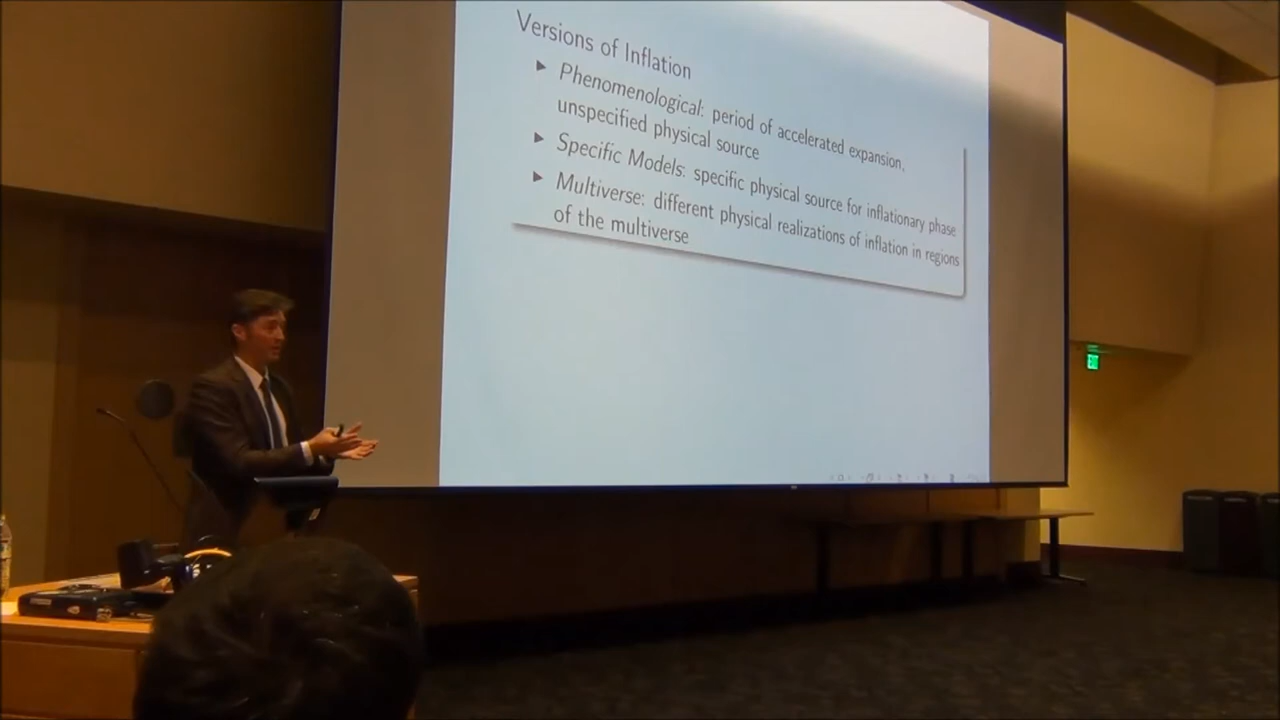 Versions of Inflation
▶ Phenomenological: period of accelerated expansion,
unspecified physical source
▶ Specific Models: specific physical source for inflationary phase
▶ Multiverse: different physical realizations of inflation in regions
of the multiverse